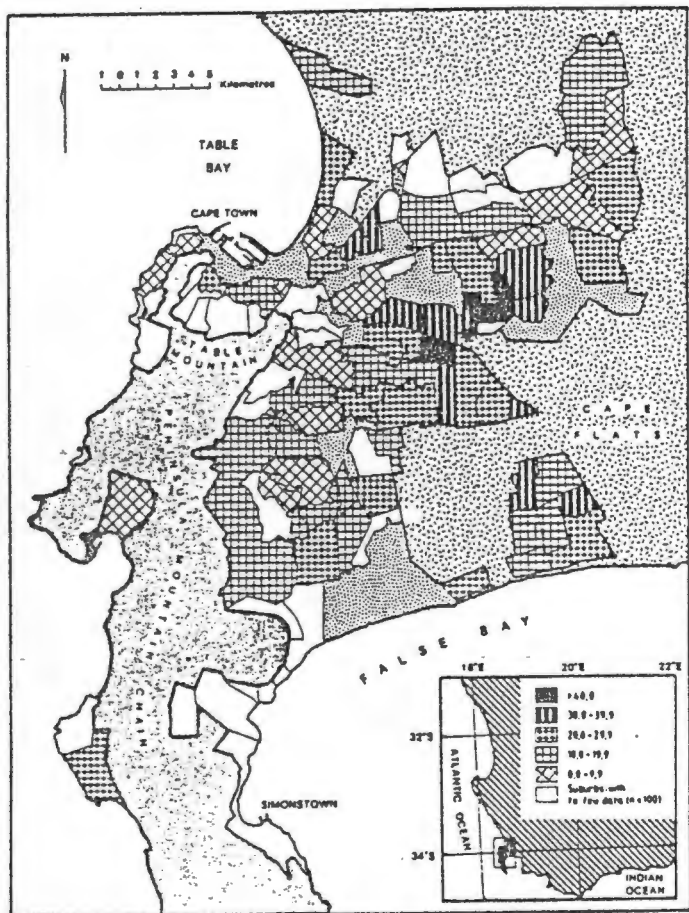 N
1 0 1 2 3 4 5
Kilometres
TABLE
BAY
CAPE TOWN
TABLE
MOUNTAIN
PENINSULA MOUNTAIN CHAIN
CAPE
FLATS
FALSE BAY
SIMONSTOWN
18°E
20°E
22°E
32°S
34°S
ATLANTIC
OCEAN
INDIAN
OCEAN
30,0-39,9
20,0-29,9
10,0-19,9
0,0-9,9
Suburbs with
to few data (n<100)